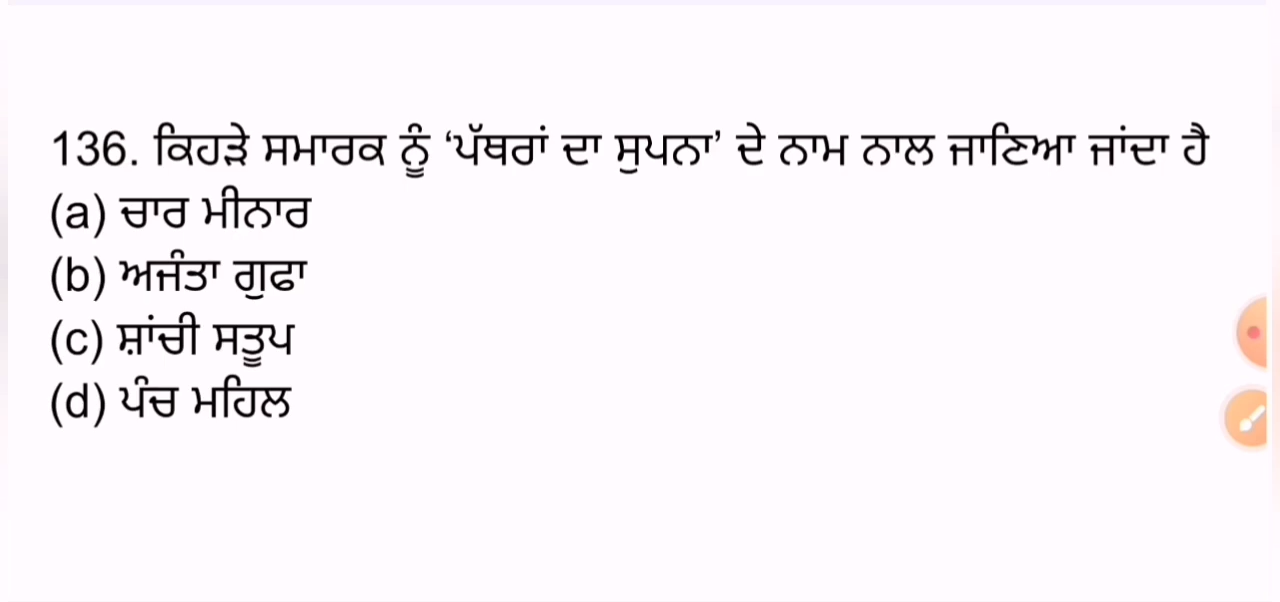 136. ਕਿਹੜੇ ਸਮਾਰਕ ਨੂੰ ‘ਪੱਥਰਾਂ ਦਾ ਸੁਪਨਾ’ ਦੇ ਨਾਮ ਨਾਲ ਜਾਣਿਆ ਜਾਂਦਾ ਹੈ
(a) ਚਾਰ ਮੀਨਾਰ
(b) ਅਜੰਤਾ ਗੁਫਾ
(c) ਸ਼ਾਂਚੀ ਸਤੂਪ
(d) ਪੰਚ ਮਹਿਲ